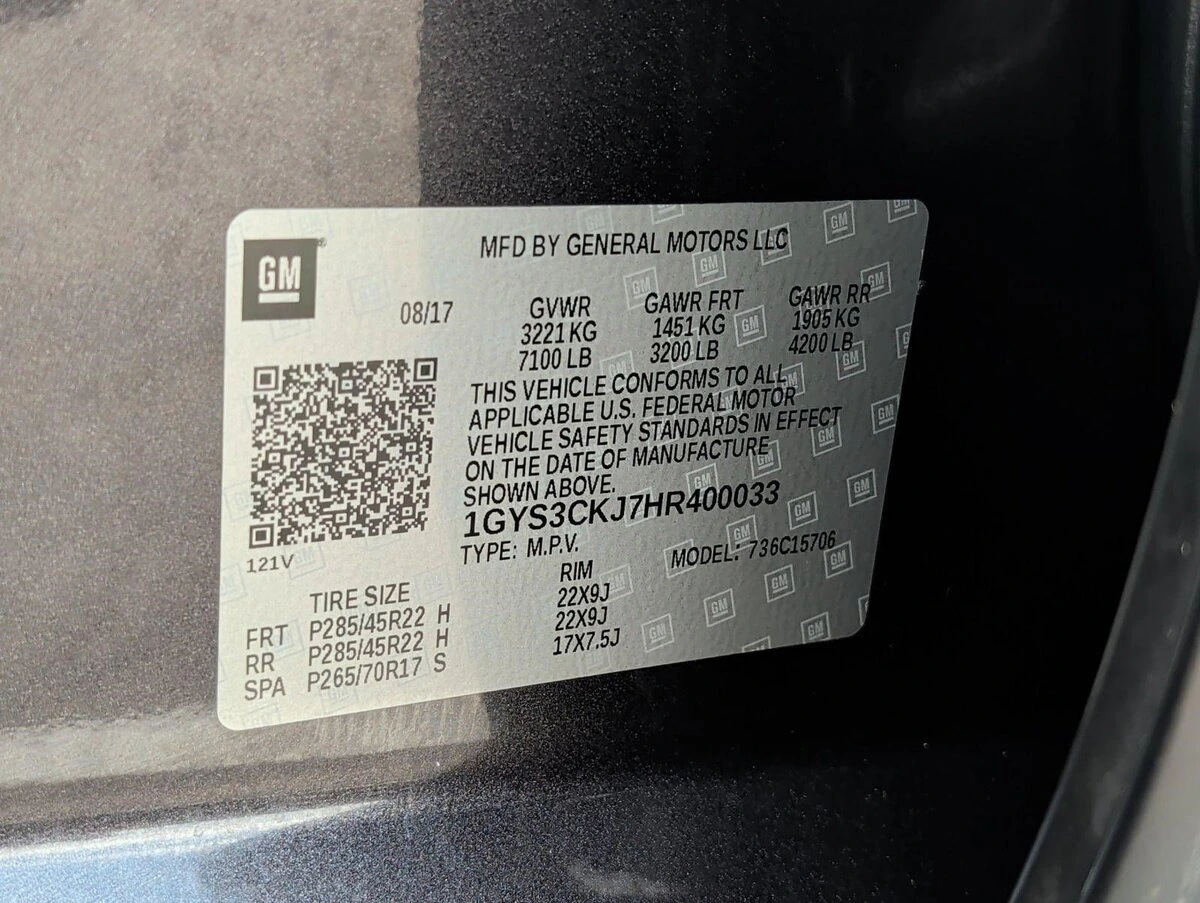 GM
MFD BY GENERAL MOTORS LLC
08/17
GVWR GAWR FRT GAWR RR
3221 KG 1451 KG 1905 KG
7100 LB 3200 LB 4200 LB
THIS VEHICLE CONFORMS TO ALL
APPLICABLE U.S. FEDERAL MOTOR
VEHICLE SAFETY STANDARDS IN EFFECT
ON THE DATE OF MANUFACTURE
SHOWN ABOVE.
1GYS3CKJ7HR400033
TYPE: M.P.V. MODEL: 736C15706
121V
TIRE SIZE RIM
FRT P285/45R22 H 22X9J
RR P285/45R22 H 22X9J
SPA P265/70R17 S 17X7.5J